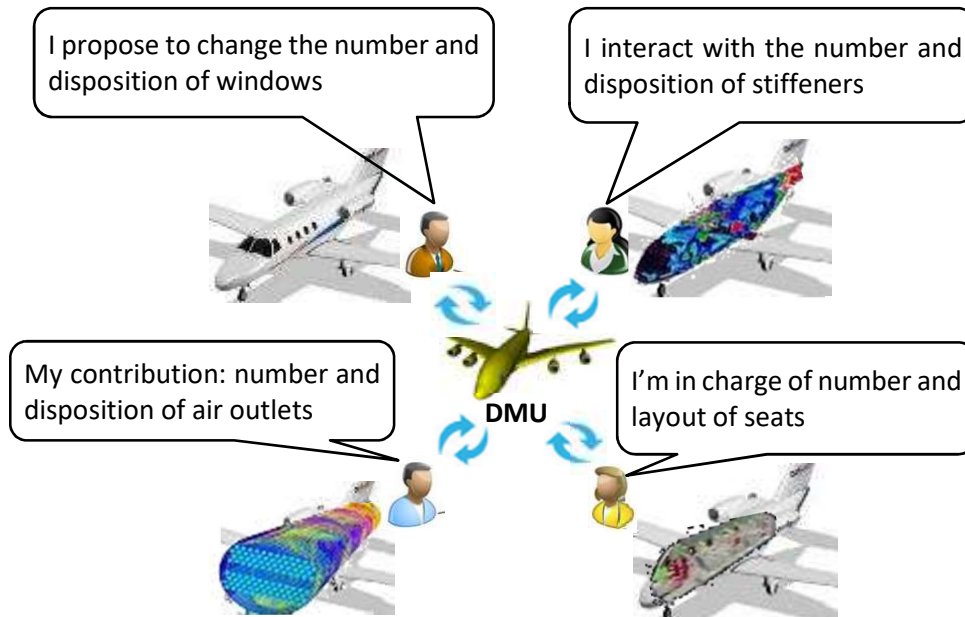 I propose to change the number and
disposition of windows
I interact with the number and
disposition of stiffeners
My contribution: number and
disposition of air outlets
DMU
I'm in charge of number and
layout of seats